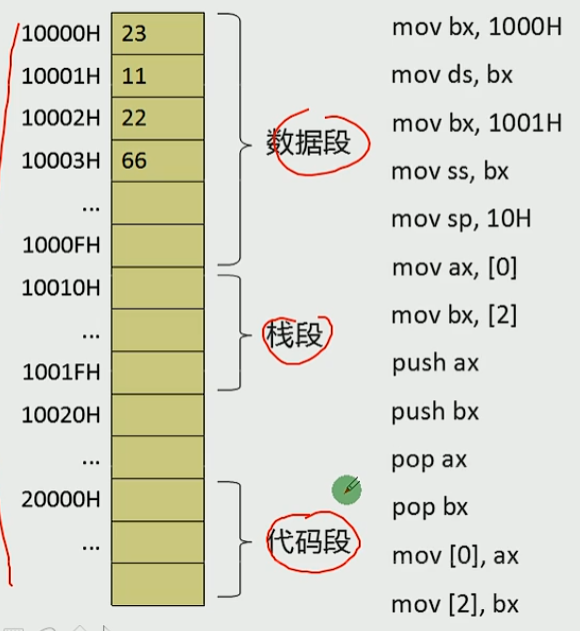 10000H 23
10001H 11
10002H 22
10003H 66
...
1000FH
10010H
...
1001FH
10020H
...
20000H
...
数据段
栈段
代码段
mov bx, 1000H
mov ds, bx
mov bx, 1001H
mov ss, bx
mov sp, 10H
mov ax, [0]
mov bx, [2]
push ax
push bx
pop ax
pop bx
mov [0], ax
mov [2], bx